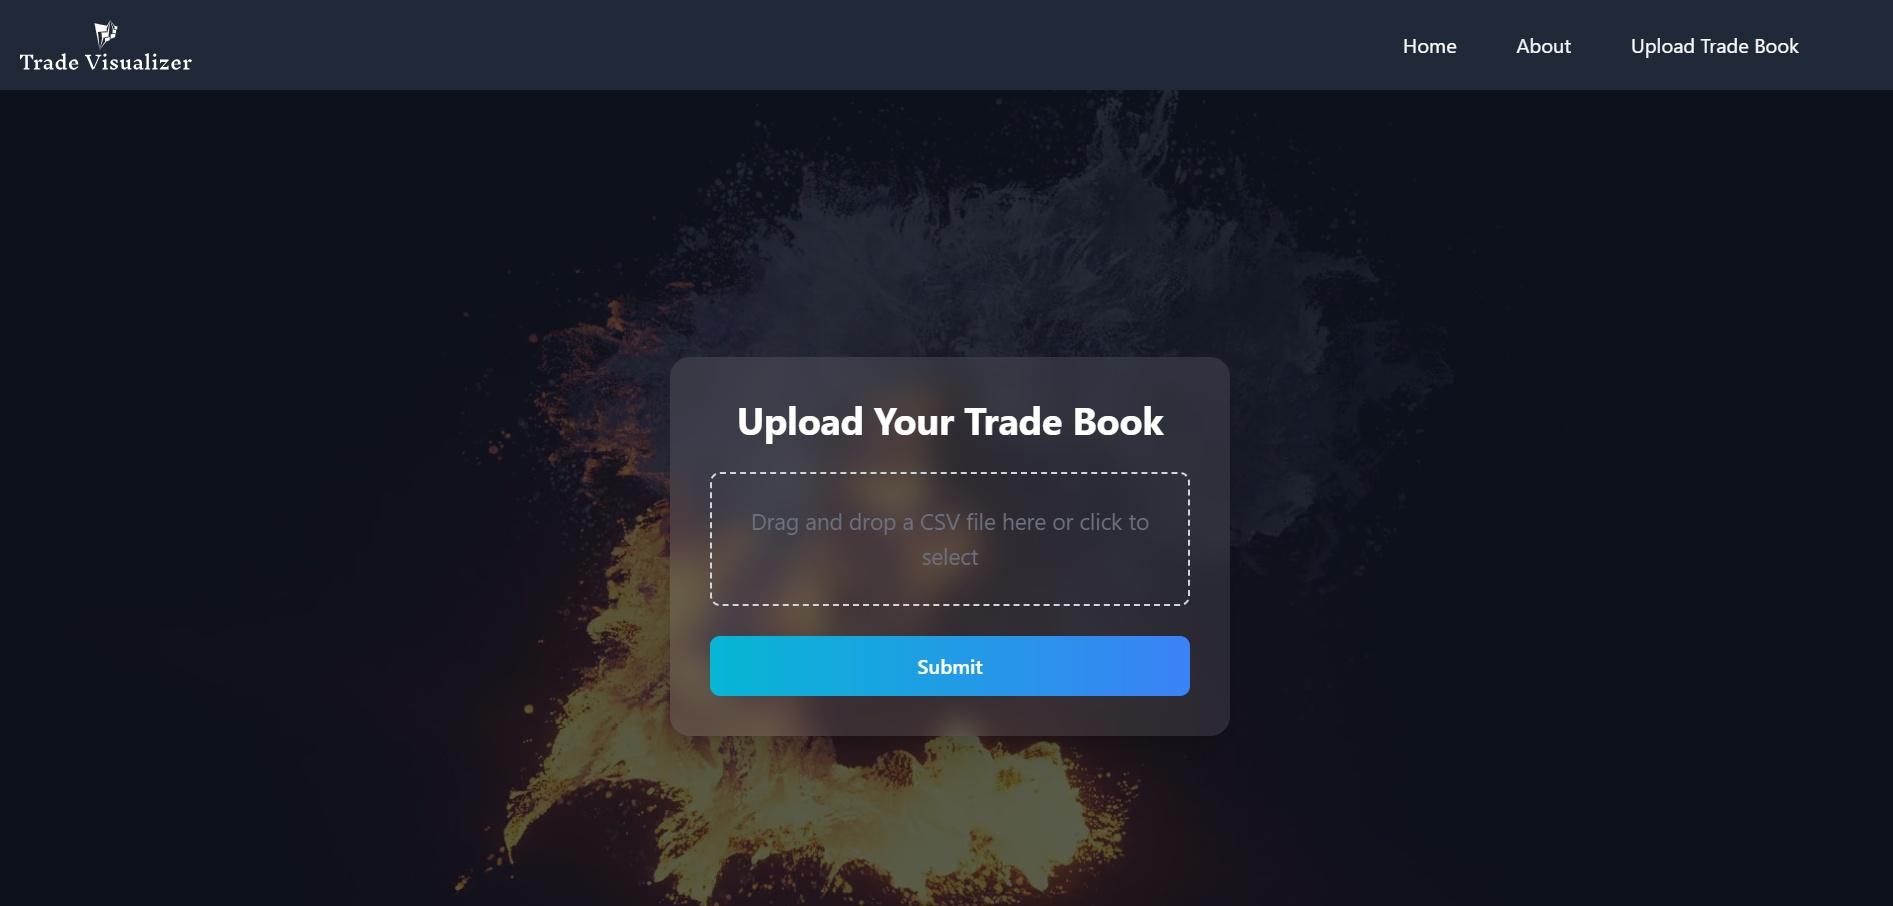 Trade Visualizer
Home
About
Upload Trade Book
Upload Your Trade Book
Drag and drop a CSV file here or click to
select
Submit